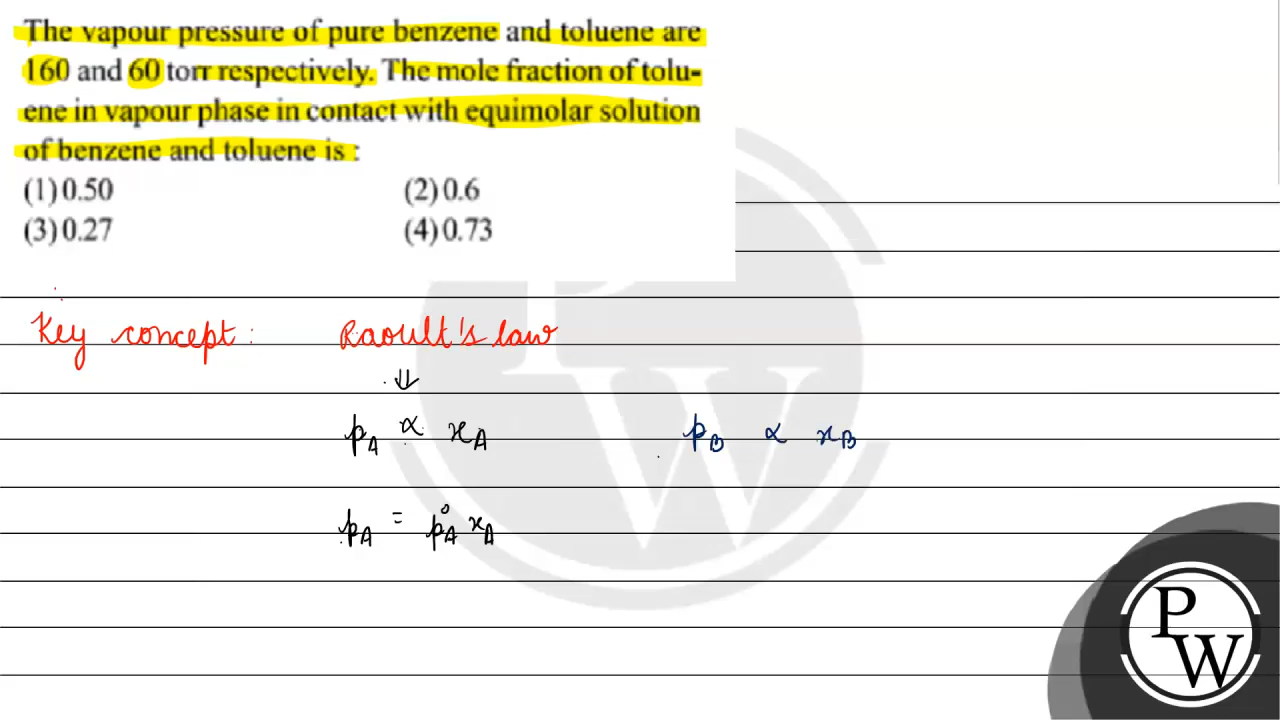 The vapour pressure of pure benzene and toluene are
160 and 60 torr respectively. The mole fraction of tolu-
ene in vapour phase in contact with equimolar solution
of benzene and toluene is :
(1) 0.50 (2) 0.6
(3) 0.27 (4) 0.73
Key concept: Raoult's law
⇓
pA ∝ xA pB ∝ xB
pA = p°A xA
P
W